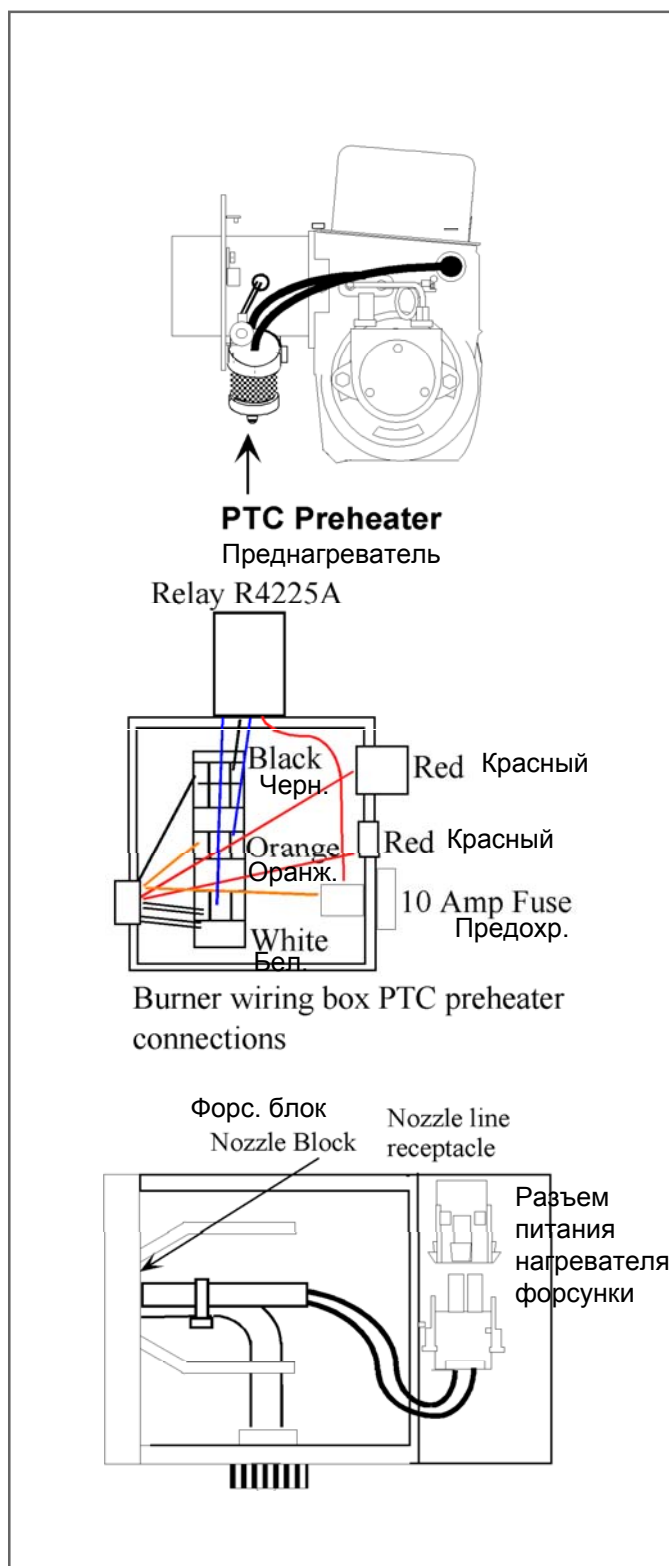 PTC Preheater
Преднагреватель
Relay R4225A
Black
Черн.
Red Красный
Orange
Оранж.
Red Красный
10 Amp Fuse
Предохр.
White
Бел.
Burner wiring box PTC preheater
connections
Форс. блок
Nozzle Block
Nozzle line
receptacle
Разъем
питания
нагревателя
форсунки